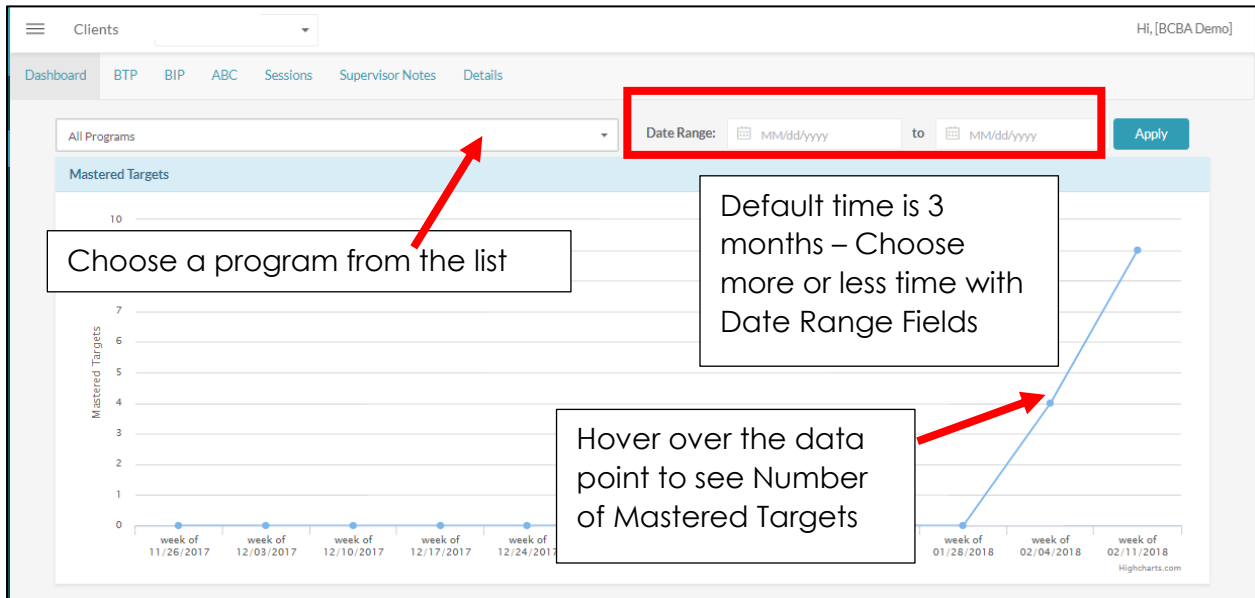 Clients
Hi, [BCBA Demo]
Dashboard BTP BIP ABC Sessions Supervisor Notes Details
All Programs
Date Range: MM/dd/yyyy to MM/dd/yyyy Apply
Mastered Targets
Choose a program from the list
Default time is 3
months – Choose
more or less time with
Date Range Fields
Hover over the data
point to see Number
of Mastered Targets
Mastered Targets
10
7
6
5
4
3
2
1
0
week of
11/26/2017
week of
12/03/2017
week of
12/10/2017
week of
12/17/2017
week of
12/24/2017
week of
01/28/2018
week of
02/04/2018
week of
02/11/2018
Highcharts.com